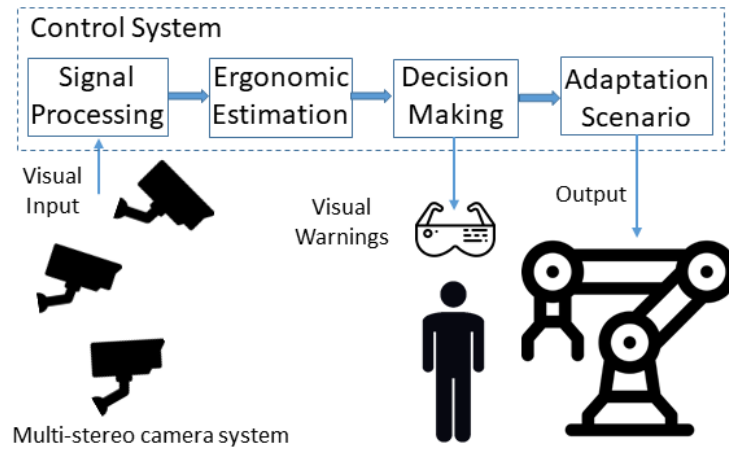 Control System
Signal
Processing
Ergonomic
Estimation
Decision
Making
Adaptation
Scenario
Visual
Input
Visual
Warnings
Output
Multi-stereo camera system